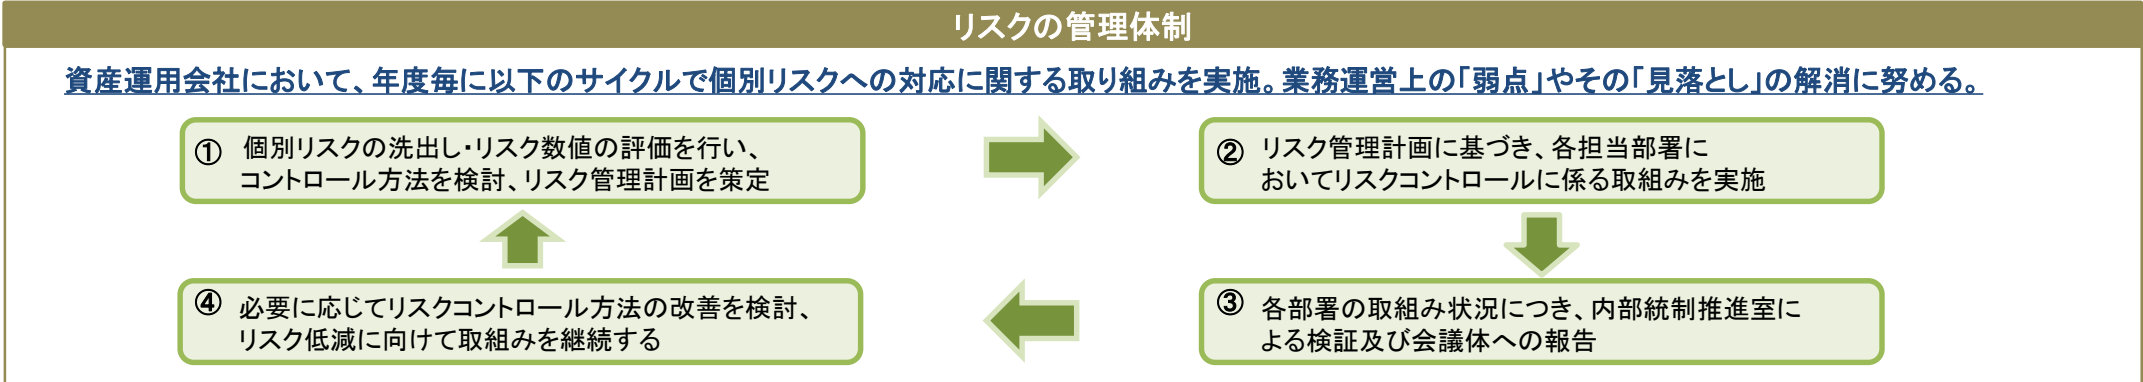 リスクの管理体制
資産運用会社において、年度毎に以下のサイクルで個別リスクへの対応に関する取り組みを実施。業務運営上の「弱点」やその「見落とし」の解消に努める。
① 個別リスクの洗出し・リスク数値の評価を行い、
コントロール方法を検討、リスク管理計画を策定
② リスク管理計画に基づき、各担当部署に
おいてリスクコントロールに係る取組みを実施
③ 各部署の取組み状況につき、内部統制推進室に
よる検証及び会議体への報告
④ 必要に応じてリスクコントロール方法の改善を検討、
リスク低減に向けて取組みを継続する